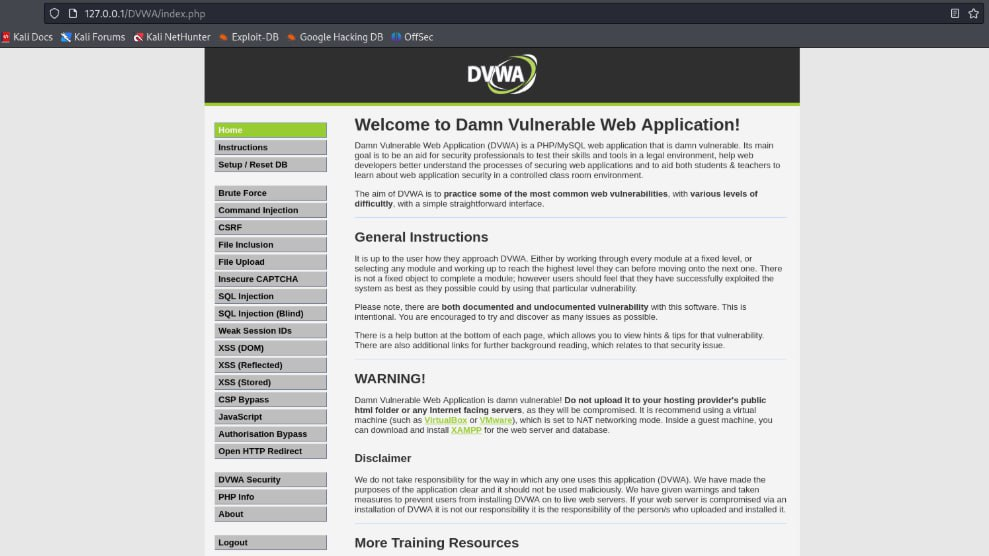 127.0.0.1/DVWA/index.php
Kali Docs Kali Forums Kali NetHunter Exploit-DB Google Hacking DB OffSec
DVWA
Home
Instructions
Setup / Reset DB
Brute Force
Command Injection
CSRF
File Inclusion
File Upload
Insecure CAPTCHA
SQL Injection
SQL Injection (Blind)
Weak Session IDs
XSS (DOM)
XSS (Reflected)
XSS (Stored)
CSP Bypass
JavaScript
Authorisation Bypass
Open HTTP Redirect
DVWA Security
PHP Info
About
Logout
Welcome to Damn Vulnerable Web Application!
Damn Vulnerable Web Application (DVWA) is a PHP/MySQL web application that is damn vulnerable. Its main
goal is to be an aid for security professionals to test their skills and tools in a legal environment, help web
developers better understand the processes of securing web applications and to aid both students & teachers to
learn about web application security in a controlled class room environment.
The aim of DVWA is to practice some of the most common web vulnerabilities, with various levels of
difficultly, with a simple straightforward interface.
General Instructions
It is up to the user how they approach DVWA. Either by working through every module at a fixed level, or
selecting any module and working up to reach the highest level they can before moving onto the next one. There
is not a fixed object to complete a module; however users should feel that they have successfully exploited the
system as best as they possible could by using that particular vulnerability.
Please note, there are both documented and undocumented vulnerability with this software. This is
intentional. You are encouraged to try and discover as many issues as possible.
There is a help button at the bottom of each page, which allows you to view hints & tips for that vulnerability.
There are also additional links for further background reading, which relates to that security issue.
WARNING!
Damn Vulnerable Web Application is damn vulnerable! Do not upload it to your hosting provider's public
html folder or any Internet facing servers, as they will be compromised. It is recommend using a virtual
machine (such as VirtualBox or VMware), which is set to NAT networking mode. Inside a guest machine, you
can download and install XAMPP for the web server and database.
Disclaimer
We do not take responsibility for the way in which any one uses this application (DVWA). We have made the
purposes of the application clear and it should not be used maliciously. We have given warnings and taken
measures to prevent users from installing DVWA on to live web servers. If your web server is compromised via an
installation of DVWA it is not our responsibility it is the responsibility of the person/s who uploaded and installed it.
More Training Resources